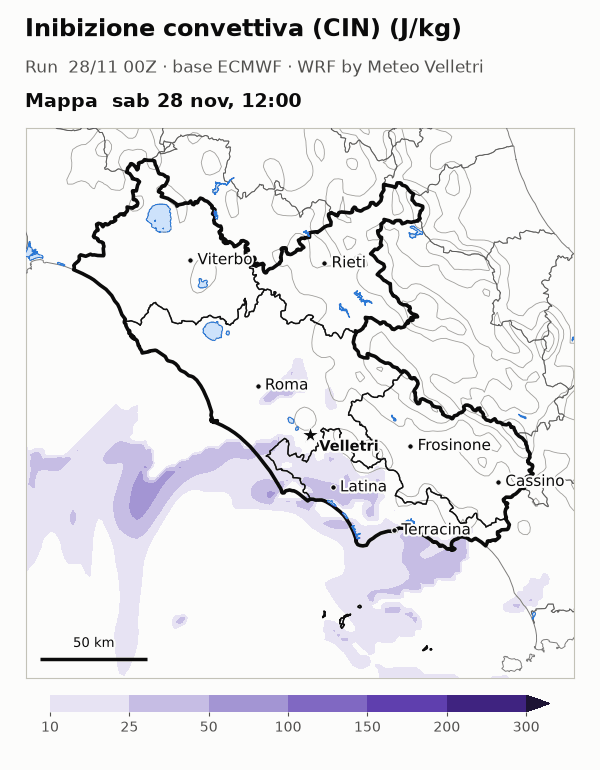 Inibizione convettiva (CIN) (J/kg)
Run  28/11 00Z · base ECMWF · WRF by Meteo Velletri
Mappa  sab 28 nov, 12:00
Viterbo
Rieti
Roma
Velletri
Frosinone
Latina
Cassino
Terracina
50 km
10 25 50 100 150 200 300